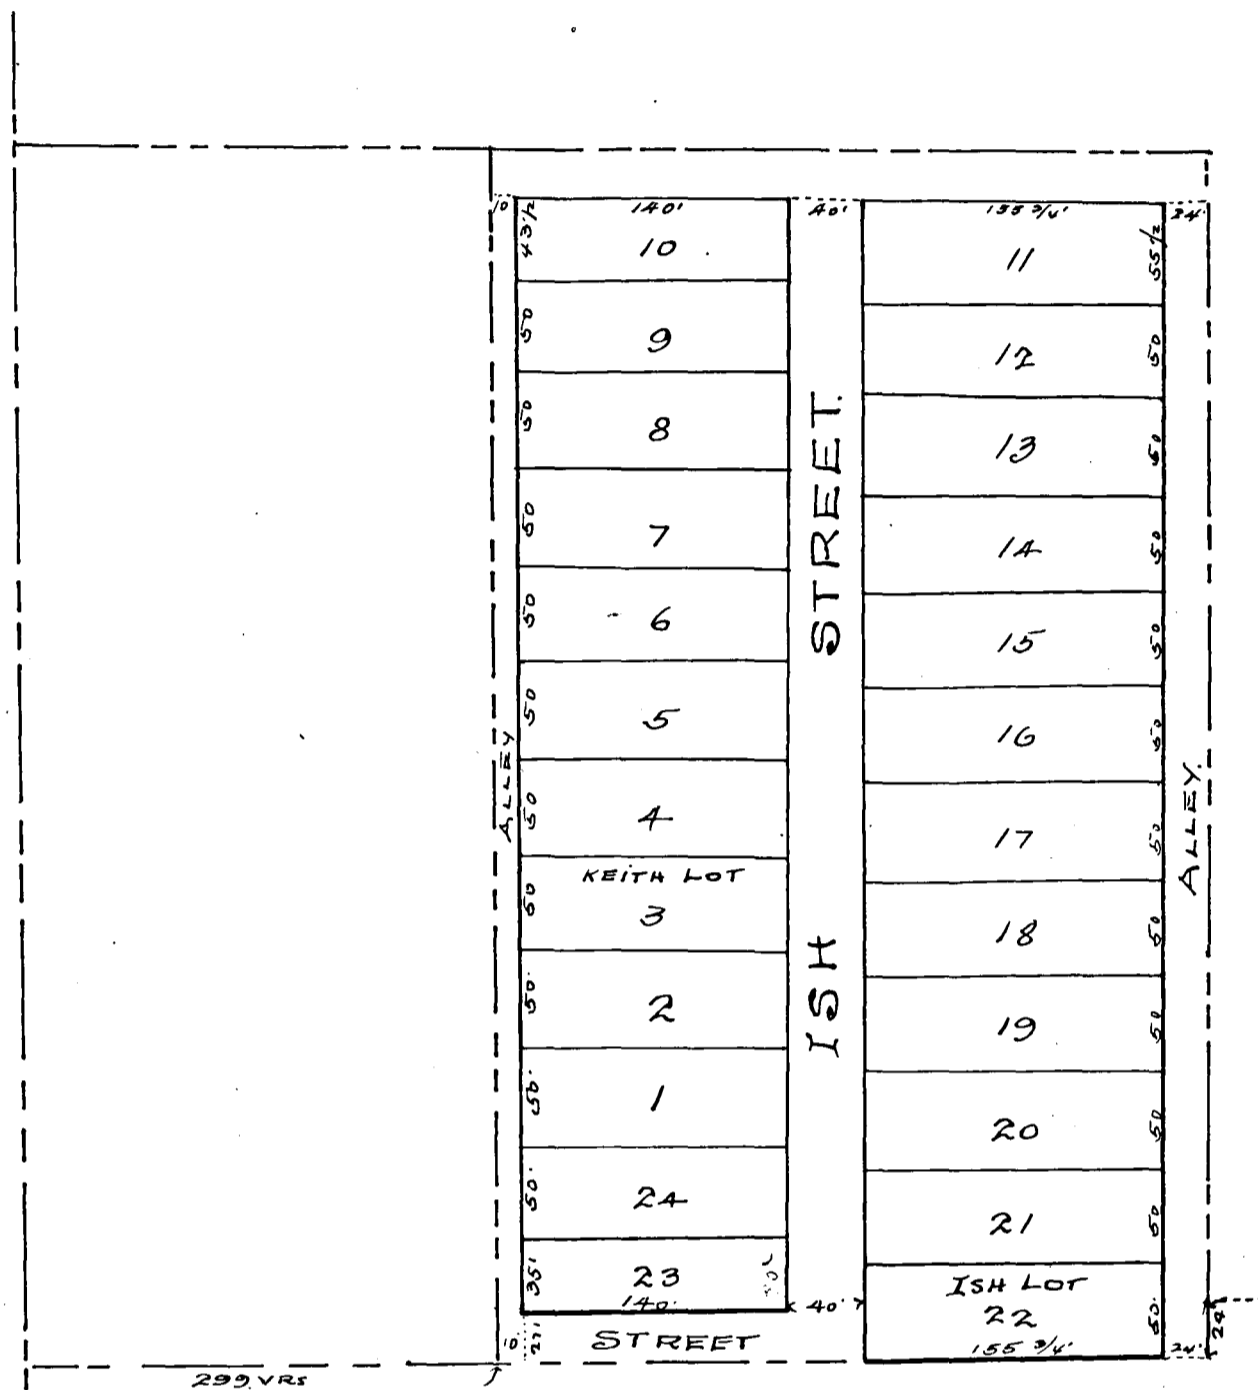 10 140' 40' 155 3/4' 24'
43 1/2 10 11 55 1/2
50 9 12 50
50 8 13 50
50 7 14 50
50 6 15 50
50 5 16 50
50 4 17 50
KEITH LOT
50 3 18 50
50' 2 19 50
50' 1 20 50
50' 24 21 50
35' 23
140' 40'
ISH LOT
22 50' 24'
155 3/4' 24'
10 STREET
299 VRS
ALLEY
ISH STREET.
ALLEY.